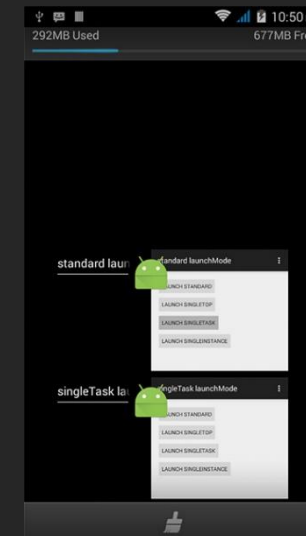 10:50
292MB Used
677MB Fre
standard laun
standard launchMode
LAUNCH STANDARD
LAUNCH SINGLETOP
LAUNCH SINGLETASK
LAUNCH SINGLEINSTANCE
singleTask la
singleTask launchMode
LAUNCH STANDARD
LAUNCH SINGLETOP
LAUNCH SINGLETASK
LAUNCH SINGLEINSTANCE